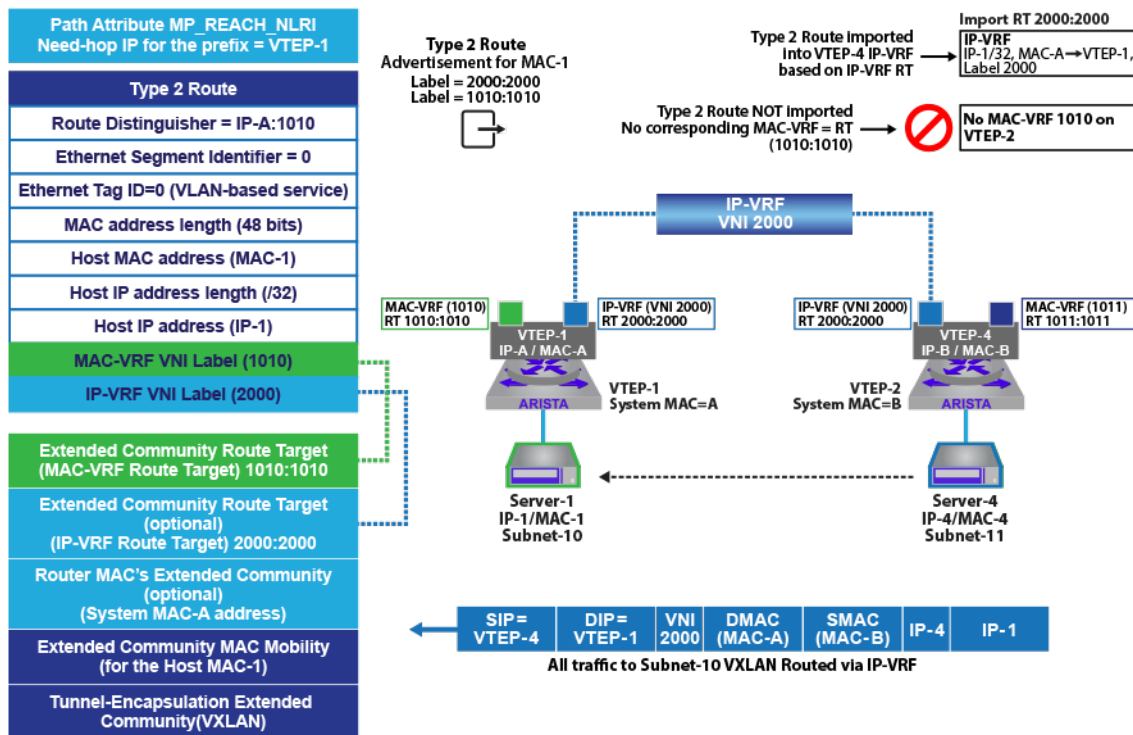 Path Attribute MP_REACH_NLRI
Need-hop IP for the prefix = VTEP-1
Type 2 Route
Route Distinguisher = IP-A:1010
Ethernet Segment Identifier = 0
Ethernet Tag ID=0 (VLAN-based service)
MAC address length (48 bits)
Host MAC address (MAC-1)
Host IP address length (/32)
Host IP address (IP-1)
MAC-VRF VNI Label (1010)
IP-VRF VNI Label (2000)
Extended Community Route Target
(MAC-VRF Route Target) 1010:1010
Extended Community Route Target
(optional)
(IP-VRF Route Target) 2000:2000
Router MAC's Extended Community
(optional)
(System MAC-A address)
Extended Community MAC Mobility
(for the Host MAC-1)
Tunnel-Encapsulation Extended
Community(VXLAN)
Type 2 Route
Advertisement for MAC-1
Label = 2000:2000
Label = 1010:1010
Type 2 Route imported
into VTEP-4 IP-VRF
based on IP-VRF RT
Import RT 2000:2000
IP-VRF
IP-1/32, MAC-A→VTEP-1,
Label 2000
Type 2 Route NOT Imported
No corresponding MAC-VRF = RT
(1010:1010)
No MAC-VRF 1010 on
VTEP-2
IP-VRF
VNI 2000
MAC-VRF (1010)
RT 1010:1010
IP-VRF (VNI 2000)
RT 2000:2000
IP-VRF (VNI 2000)
RT 2000:2000
MAC-VRF (1011)
RT 1011:1011
VTEP-1
IP-A / MAC-A
VTEP-4
IP-B / MAC-B
VTEP-1
System MAC=A
VTEP-2
System MAC=B
ARISTA
ARISTA
Server-1
IP-1/MAC-1
Subnet-10
Server-4
IP-4/MAC-4
Subnet-11
SIP=
VTEP-4
DIP=
VTEP-1
VNI
2000
DMAC
(MAC-A)
SMAC
(MAC-B)
IP-4
IP-1
All traffic to Subnet-10 VXLAN Routed via IP-VRF